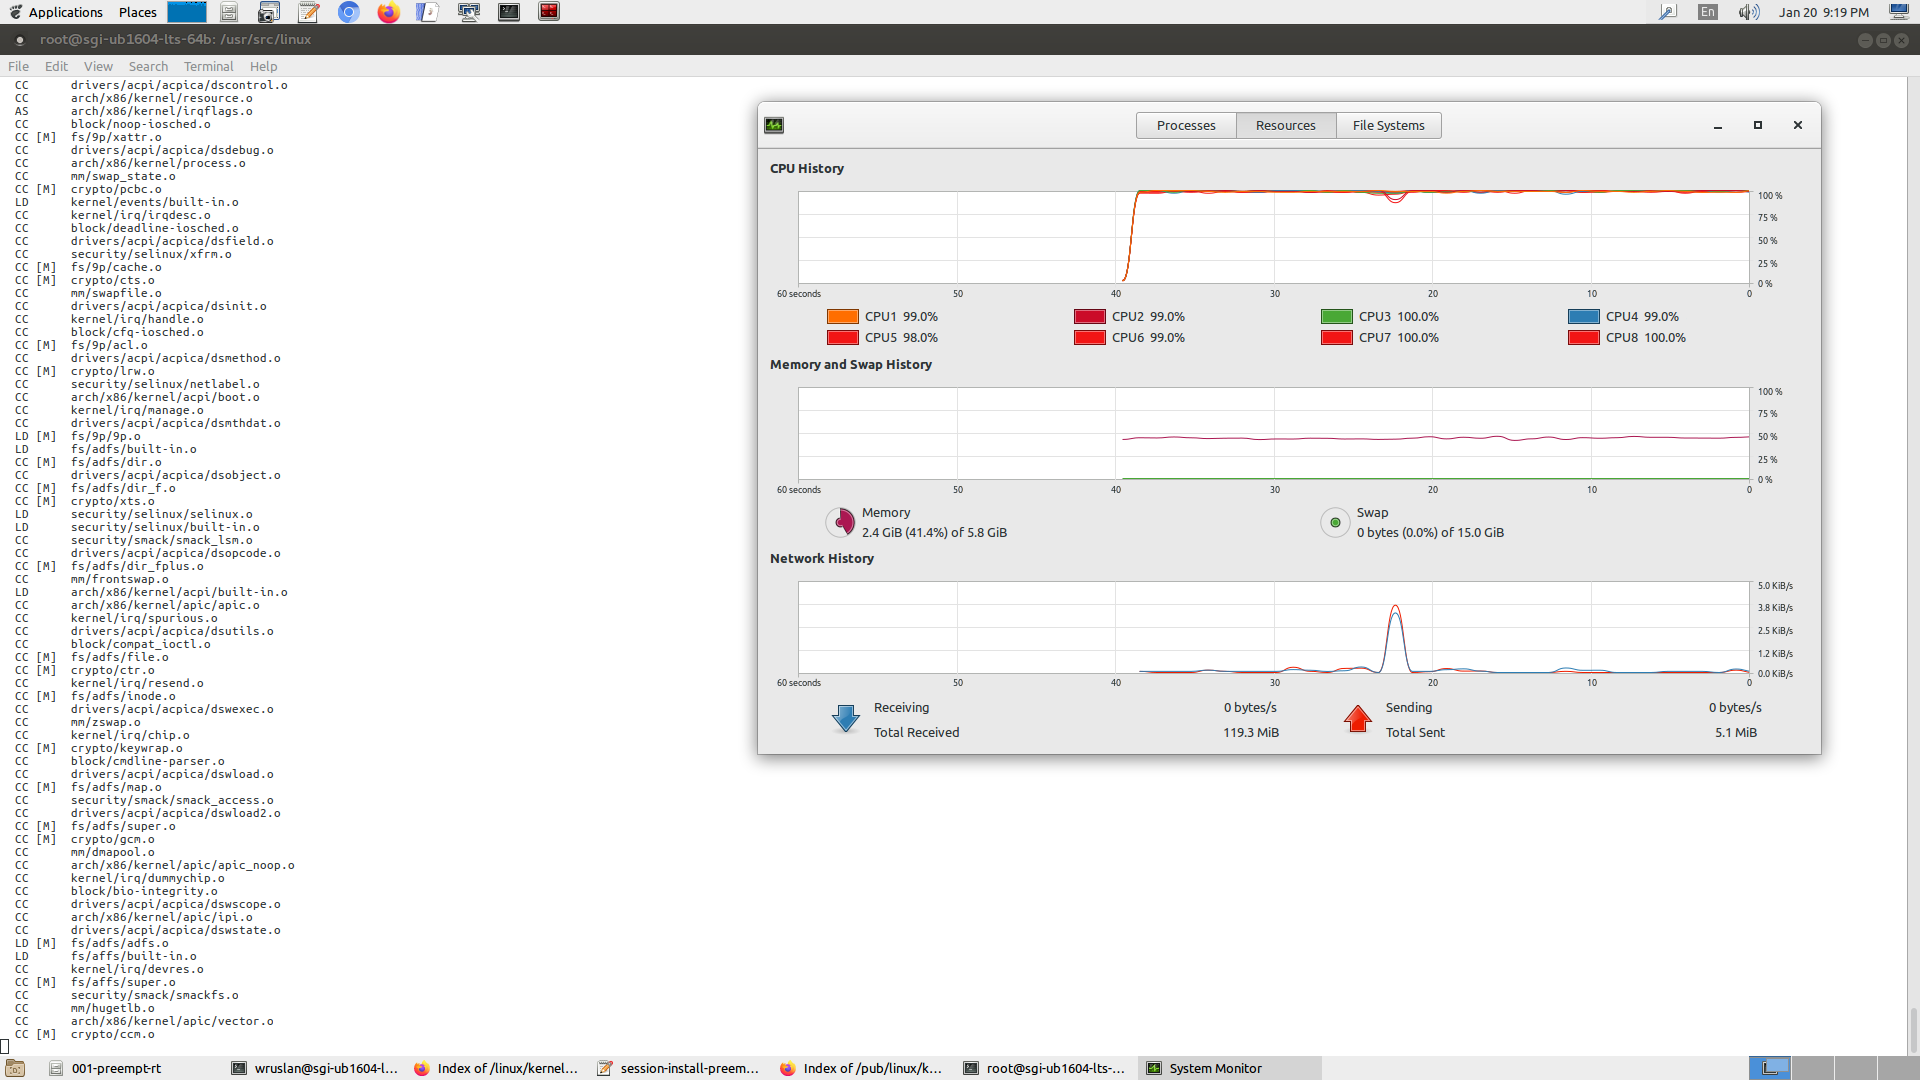 Applications Places En Jan 20 9:19 PM
root@sgi-ub1604-lts-64b: /usr/src/linux
File Edit View Search Terminal Help
CC drivers/acpi/acpica/dscontrol.o
CC arch/x86/kernel/resource.o
AS arch/x86/kernel/irqflags.o
CC block/noop-iosched.o
CC [M] fs/9p/xattr.o
CC drivers/acpi/acpica/dsdebug.o
CC arch/x86/kernel/process.o
CC mm/swap_state.o
CC [M] crypto/pcbc.o
LD kernel/events/built-in.o
CC kernel/irq/irqdesc.o
CC block/deadline-iosched.o
CC drivers/acpi/acpica/dsfield.o
CC security/selinux/xfrm.o
CC [M] fs/9p/cache.o
CC [M] crypto/cts.o
CC mm/swapfile.o
CC drivers/acpi/acpica/dsinit.o
CC kernel/irq/handle.o
CC block/cfq-iosched.o
CC [M] fs/9p/acl.o
CC drivers/acpi/acpica/dsmethod.o
CC [M] crypto/lrw.o
CC security/selinux/netlabel.o
CC arch/x86/kernel/acpi/boot.o
CC kernel/irq/manage.o
CC drivers/acpi/acpica/dsmthdat.o
LD [M] fs/9p/9p.o
LD fs/adfs/built-in.o
CC [M] fs/adfs/dir.o
CC drivers/acpi/acpica/dsobject.o
CC [M] fs/adfs/dir_f.o
CC [M] crypto/xts.o
LD security/selinux/selinux.o
LD security/selinux/built-in.o
CC security/smack/smack_lsm.o
CC drivers/acpi/acpica/dsopcode.o
CC [M] fs/adfs/dir_fplus.o
CC mm/frontswap.o
LD arch/x86/kernel/acpi/built-in.o
CC arch/x86/kernel/apic/apic.o
CC kernel/irq/spurious.o
CC drivers/acpi/acpica/dsutils.o
CC block/compat_ioctl.o
CC [M] fs/adfs/file.o
CC [M] crypto/ctr.o
CC kernel/irq/resend.o
CC [M] fs/adfs/inode.o
CC drivers/acpi/acpica/dswexec.o
CC mm/zswap.o
CC kernel/irq/chip.o
CC [M] crypto/keywrap.o
CC block/cmdline-parser.o
CC drivers/acpi/acpica/dswload.o
CC [M] fs/adfs/map.o
CC security/smack/smack_access.o
CC drivers/acpi/acpica/dswload2.o
CC [M] fs/adfs/super.o
CC [M] crypto/gcm.o
CC mm/dmapool.o
CC arch/x86/kernel/apic/apic_noop.o
CC kernel/irq/dummychip.o
CC block/bio-integrity.o
CC drivers/acpi/acpica/dswscope.o
CC arch/x86/kernel/apic/ipi.o
CC drivers/acpi/acpica/dswstate.o
LD [M] fs/adfs/adfs.o
LD fs/affs/built-in.o
CC kernel/irq/devres.o
CC [M] fs/affs/super.o
CC security/smack/smackfs.o
CC mm/hugetlb.o
CC arch/x86/kernel/apic/vector.o
CC [M] crypto/ccm.o
Processes Resources File Systems
CPU History
100 %
75 %
50 %
25 %
0 %
60 seconds 50 40 30 20 10 0
CPU1 99.0% CPU2 99.0% CPU3 100.0% CPU4 99.0%
CPU5 98.0% CPU6 99.0% CPU7 100.0% CPU8 100.0%
Memory and Swap History
100 %
75 %
50 %
25 %
0 %
60 seconds 50 40 30 20 10 0
Memory Swap
2.4 GiB (41.4%) of 5.8 GiB 0 bytes (0.0%) of 15.0 GiB
Network History
5.0 KiB/s
3.8 KiB/s
2.5 KiB/s
1.2 KiB/s
0.0 KiB/s
60 seconds 50 40 30 20 10 0
Receiving 0 bytes/s Sending 0 bytes/s
Total Received 119.3 MiB Total Sent 5.1 MiB
001-preempt-rt wruslan@sgi-ub1604-l... Index of /linux/kernel... session-install-preem... Index of /pub/linux/k... root@sgi-ub1604-lts-... System Monitor